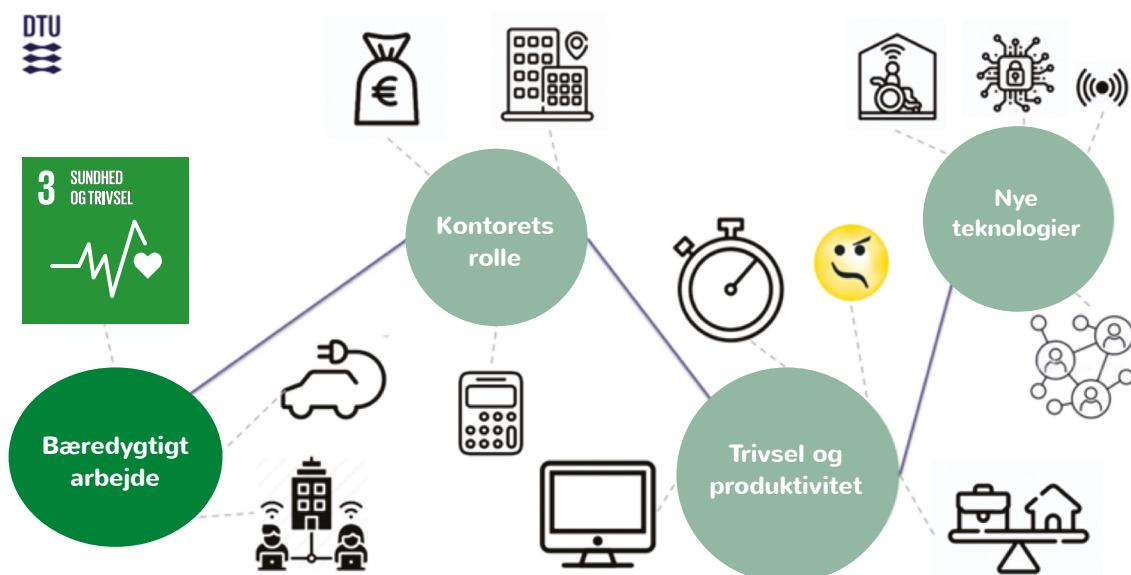 DTU
3 SUNDHED
OG TRIVSEL
Kontorets
rolle
Nye
teknologier
€
Bæredygtigt
arbejde
Trivsel og
produktivitet